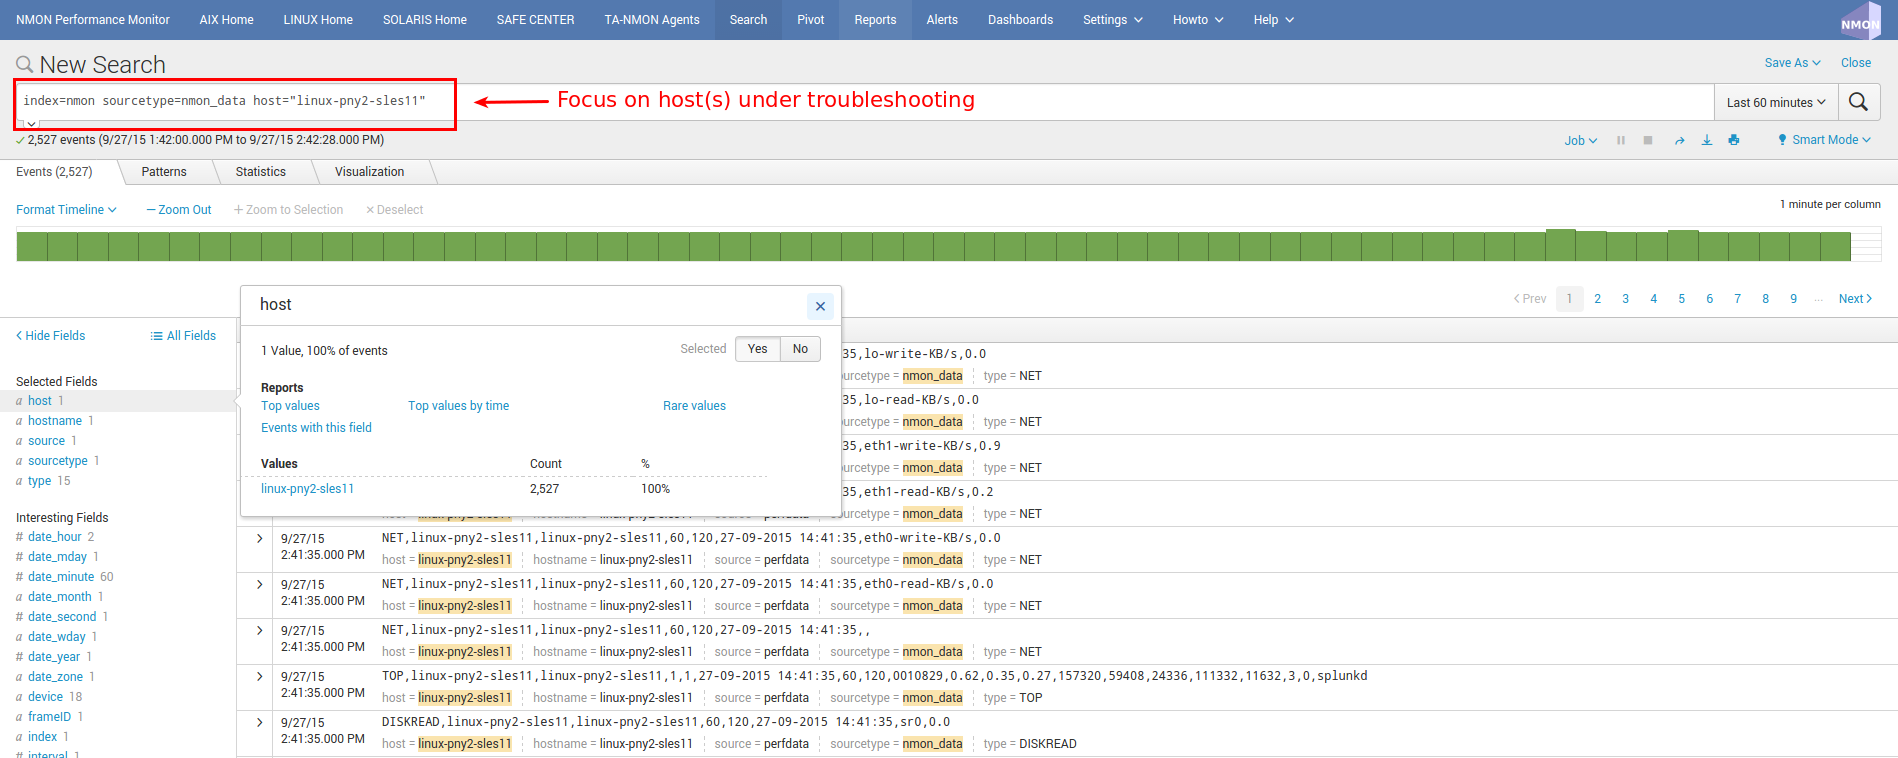 NMON Performance Monitor AIX Home LINUX Home SOLARIS Home SAFE CENTER TA-NMON Agents Search Pivot Reports Alerts Dashboards Settings Howto Help NMON
New Search Save As Close
index=nmon sourcetype=nmon_data host="linux-pny2-sles11" Focus on host(s) under troubleshooting Last 60 minutes
2,527 events (9/27/15 1:42:00.000 PM to 9/27/15 2:42:28.000 PM) Job Smart Mode
Events (2,527) Patterns Statistics Visualization
Format Timeline — Zoom Out + Zoom to Selection × Deselect 1 minute per column
< Prev 1 2 3 4 5 6 7 8 9 ... Next >
< Hide Fields All Fields
Selected Fields
a host 1
a hostname 1
a source 1
a sourcetype 1
a type 15
Interesting Fields
# date_hour 2
# date_mday 1
# date_minute 60
a date_month 1
# date_second 1
a date_wday 1
# date_year 1
a date_zone 1
a device 18
a frameID 1
a index 1
# interval 1
host ×
1 Value, 100% of events Selected Yes No
Reports
Top values Top values by time Rare values
Events with this field
Values Count %
linux-pny2-sles11 2,527 100%
35,lo-write-KB/s,0.0
sourcetype = nmon_data type = NET
35,lo-read-KB/s,0.0
sourcetype = nmon_data type = NET
35,eth1-write-KB/s,0.9
sourcetype = nmon_data type = NET
35,eth1-read-KB/s,0.2
host = linux-pny2-sles11 hostname = linux-pny2-sles11 source = perfdata sourcetype = nmon_data type = NET
9/27/15 2:41:35.000 PM NET,linux-pny2-sles11,linux-pny2-sles11,60,120,27-09-2015 14:41:35,eth0-write-KB/s,0.0
host = linux-pny2-sles11 hostname = linux-pny2-sles11 source = perfdata sourcetype = nmon_data type = NET
9/27/15 2:41:35.000 PM NET,linux-pny2-sles11,linux-pny2-sles11,60,120,27-09-2015 14:41:35,eth0-read-KB/s,0.0
host = linux-pny2-sles11 hostname = linux-pny2-sles11 source = perfdata sourcetype = nmon_data type = NET
9/27/15 2:41:35.000 PM NET,linux-pny2-sles11,linux-pny2-sles11,60,120,27-09-2015 14:41:35,,
host = linux-pny2-sles11 hostname = linux-pny2-sles11 source = perfdata sourcetype = nmon_data type = NET
9/27/15 2:41:35.000 PM TOP,linux-pny2-sles11,linux-pny2-sles11,1,1,27-09-2015 14:41:35,60,120,0010829,0.62,0.35,0.27,157320,59408,24336,111332,11632,3,0,splunkd
host = linux-pny2-sles11 hostname = linux-pny2-sles11 source = perfdata sourcetype = nmon_data type = TOP
9/27/15 2:41:35.000 PM DISKREAD,linux-pny2-sles11,linux-pny2-sles11,60,120,27-09-2015 14:41:35,sr0,0.0
host = linux-pny2-sles11 hostname = linux-pny2-sles11 source = perfdata sourcetype = nmon_data type = DISKREAD